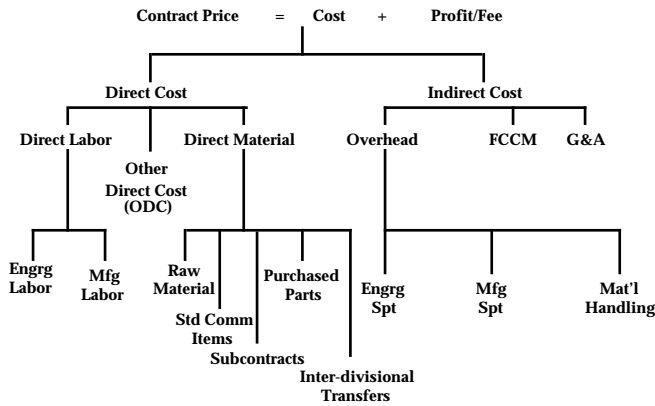 Contract Price = Cost + Profit/Fee
Direct Cost Indirect Cost
Direct Labor Direct Material Overhead FCCM G&A
Other
Direct Cost
(ODC)
Engrg
Labor
Mfg
Labor
Raw
Material
Std Comm
Items
Subcontracts
Purchased
Parts
Inter-divisional
Transfers
Engrg
Spt
Mfg
Spt
Mat'l
Handling